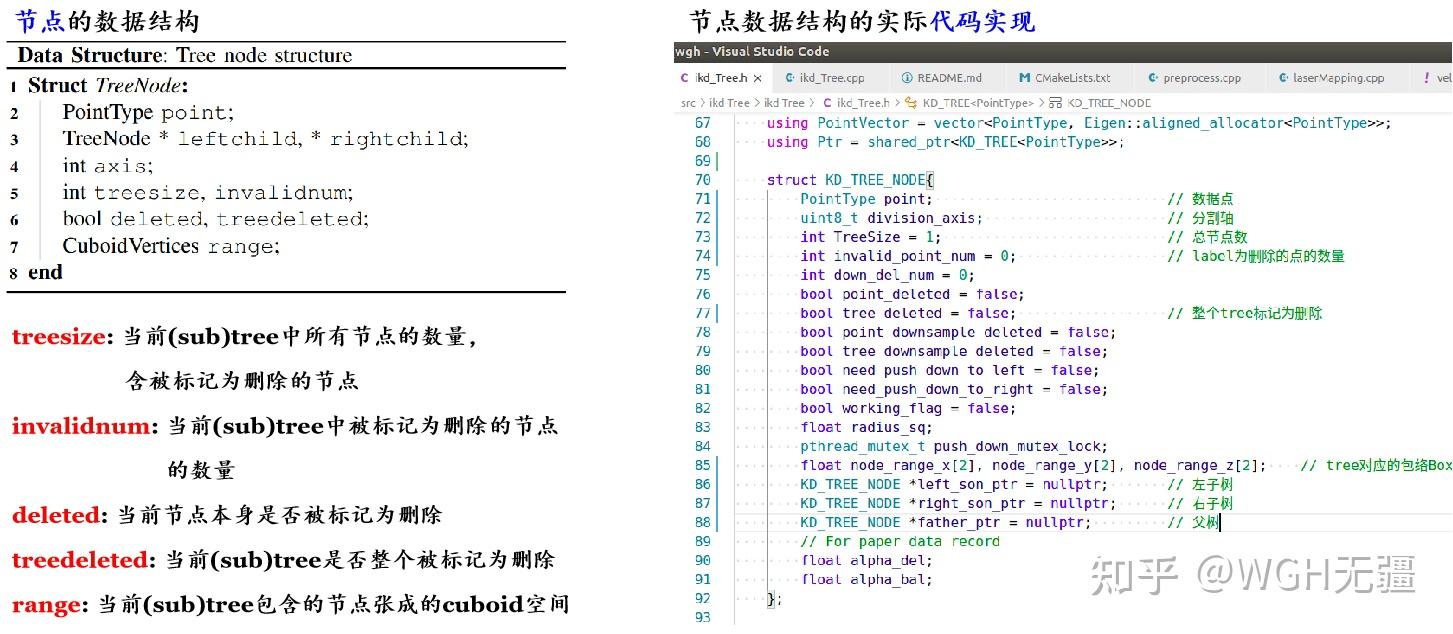 节点的数据结构
Data Structure: Tree node structure
1 Struct TreeNode:
2 PointType point;
3 TreeNode * leftchild, * rightchild;
4 int axis;
5 int treesize, invalidnum;
6 bool deleted, treedeleted;
7 CuboidVertices range;
8 end
treesize: 当前(sub)tree中所有节点的数量，
含被标记为删除的节点
invalidnum: 当前(sub)tree中被标记为删除的节点
的数量
deleted: 当前节点本身是否被标记为删除
treedeleted: 当前(sub)tree是否整个被标记为删除
range: 当前(sub)tree包含的节点张成的cuboid空间
节点数据结构的实际代码实现
wgh - Visual Studio Code
C ikd_Tree.h × ikd_Tree.cpp README.md M CMakeLists.txt preprocess.cpp laserMapping.cpp ! vel
src > ikd Tree > ikd Tree > C ikd_Tree.h > KD_TREE<PointType> > KD_TREE_NODE
67 using PointVector = vector<PointType, Eigen::aligned_allocator<PointType>>;
68 using Ptr = shared_ptr<KD_TREE<PointType>>;
69
70 struct KD_TREE_NODE{
71 PointType point; // 数据点
72 uint8_t division_axis; // 分割轴
73 int TreeSize = 1; // 总节点数
74 int invalid_point_num = 0; // label为删除的点的数量
75 int down_del_num = 0;
76 bool point_deleted = false;
77 bool tree_deleted = false; // 整个tree标记为删除
78 bool point_downsample_deleted = false;
79 bool tree_downsample_deleted = false;
80 bool need_push_down_to_left = false;
81 bool need_push_down_to_right = false;
82 bool working_flag = false;
83 float radius_sq;
84 pthread_mutex_t push_down_mutex_lock;
85 float node_range_x[2], node_range_y[2], node_range_z[2]; // tree对应的包络Box
86 KD_TREE_NODE *left_son_ptr = nullptr; // 左子树
87 KD_TREE_NODE *right_son_ptr = nullptr; // 右子树
88 KD_TREE_NODE *father_ptr = nullptr; // 父树
89 // For paper data record
90 float alpha_del;
91 float alpha_bal;
92 };
93
知乎 @WGH无疆